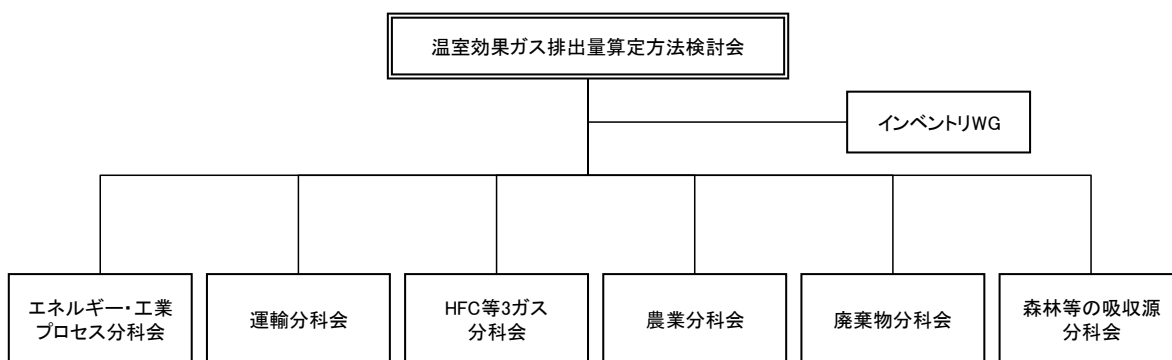 温室効果ガス排出量算定方法検討会
インベントリWG
エネルギー・工業
プロセス分科会
運輸分科会
HFC等3ガス
分科会
農業分科会
廃棄物分科会
森林等の吸収源
分科会